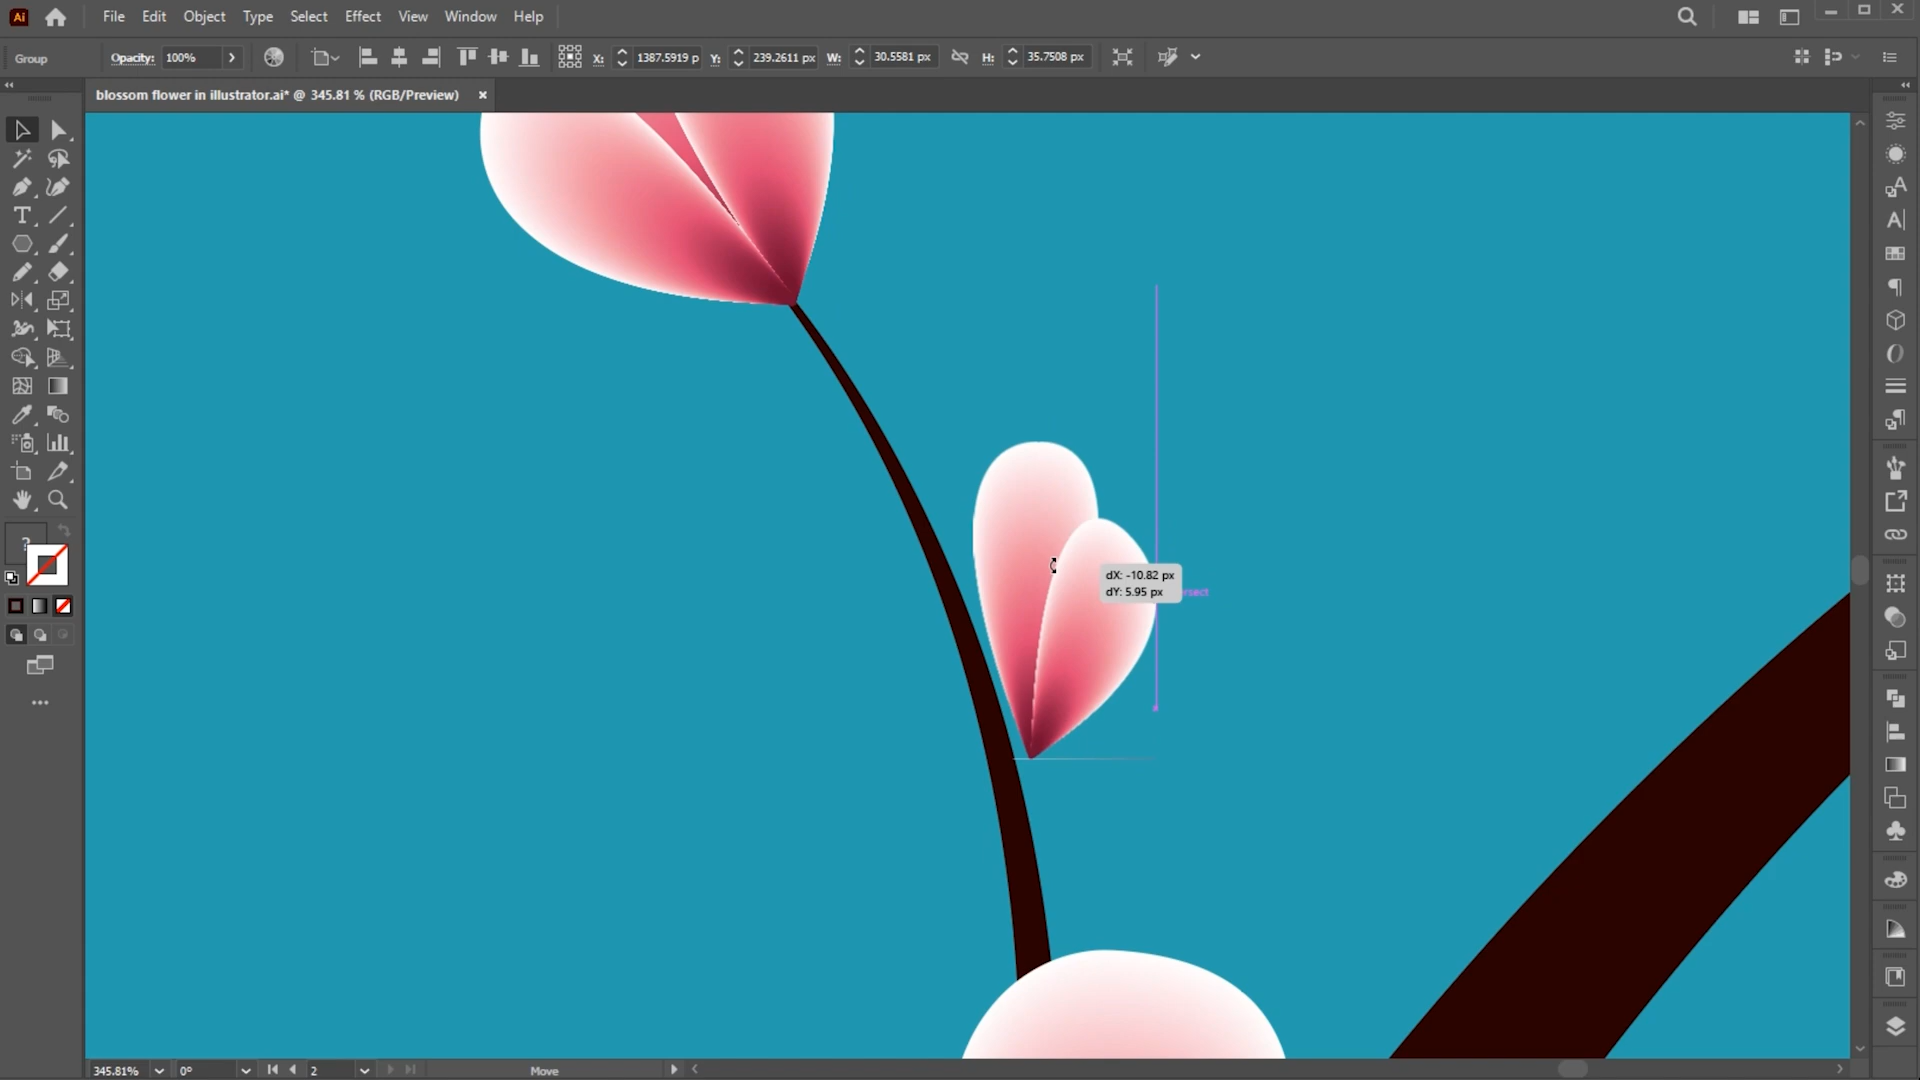 Ai File Edit Object Type Select Effect View Window Help
Group Opacity: 100% X: 1387.5919 p Y: 239.2611 px W: 30.5581 px H: 35.7508 px
blossom flower in illustrator.ai* @ 345.81 % (RGB/Preview)
dX: -10.82 px
dY: 5.95 px
345.81% 0° 2 Move